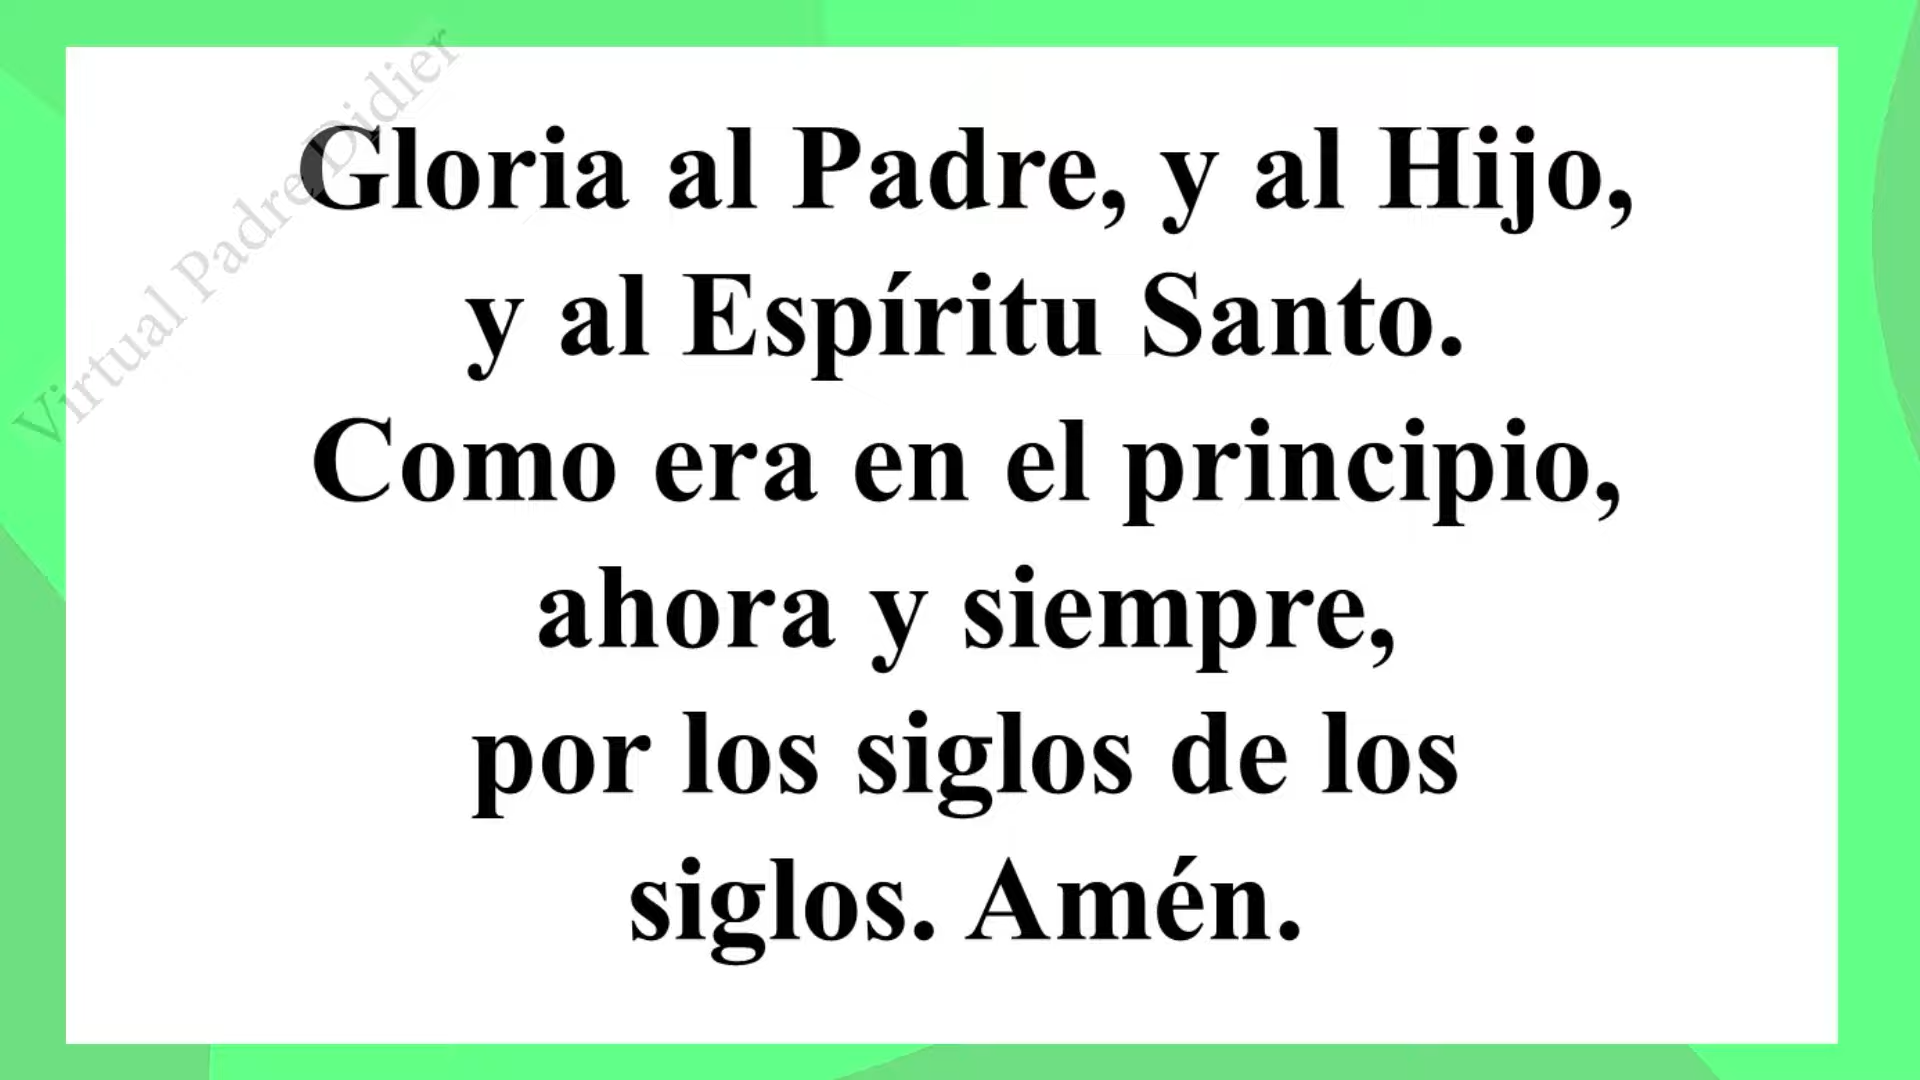 Virtual Padre Didier
Gloria al Padre, y al Hijo,
y al Espíritu Santo.
Como era en el principio,
ahora y siempre,
por los siglos de los
siglos. Amén.